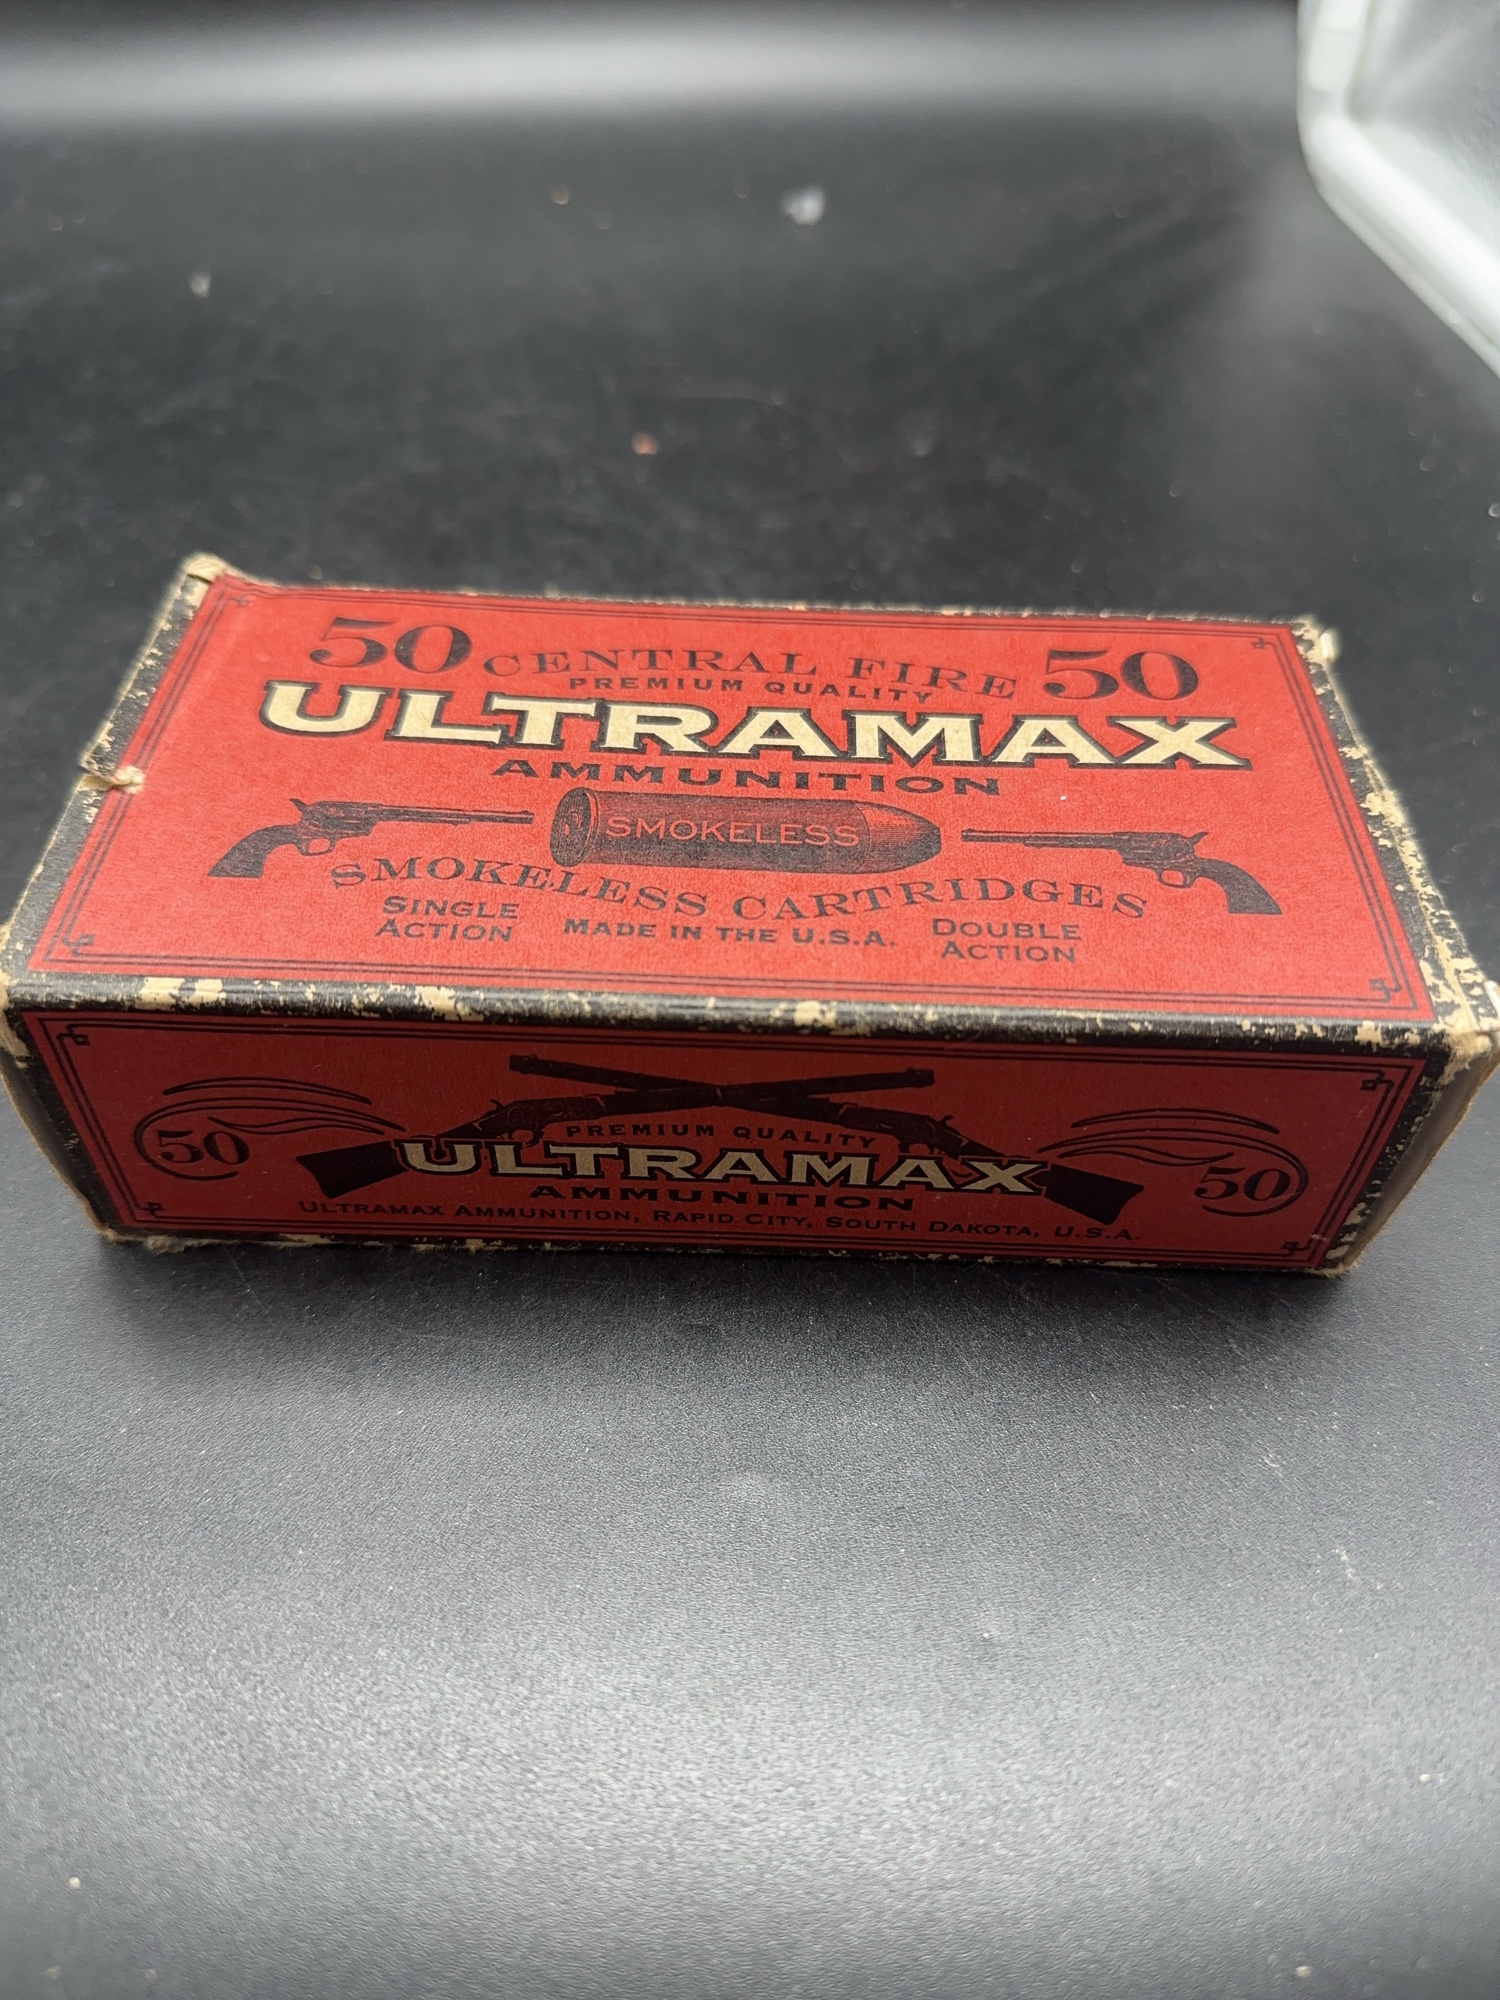 50 CENTRAL FIRE 50
PREMIUM QUALITY
ULTRAMAX
AMMUNITION
SMOKELESS
SMOKELESS CARTRIDGES
SINGLE ACTION
MADE IN THE U.S.A.
DOUBLE ACTION
50
PREMIUM QUALITY
ULTRAMAX
AMMUNITION
50
ULTRAMAX AMMUNITION, RAPID CITY, SOUTH DAKOTA, U.S.A.